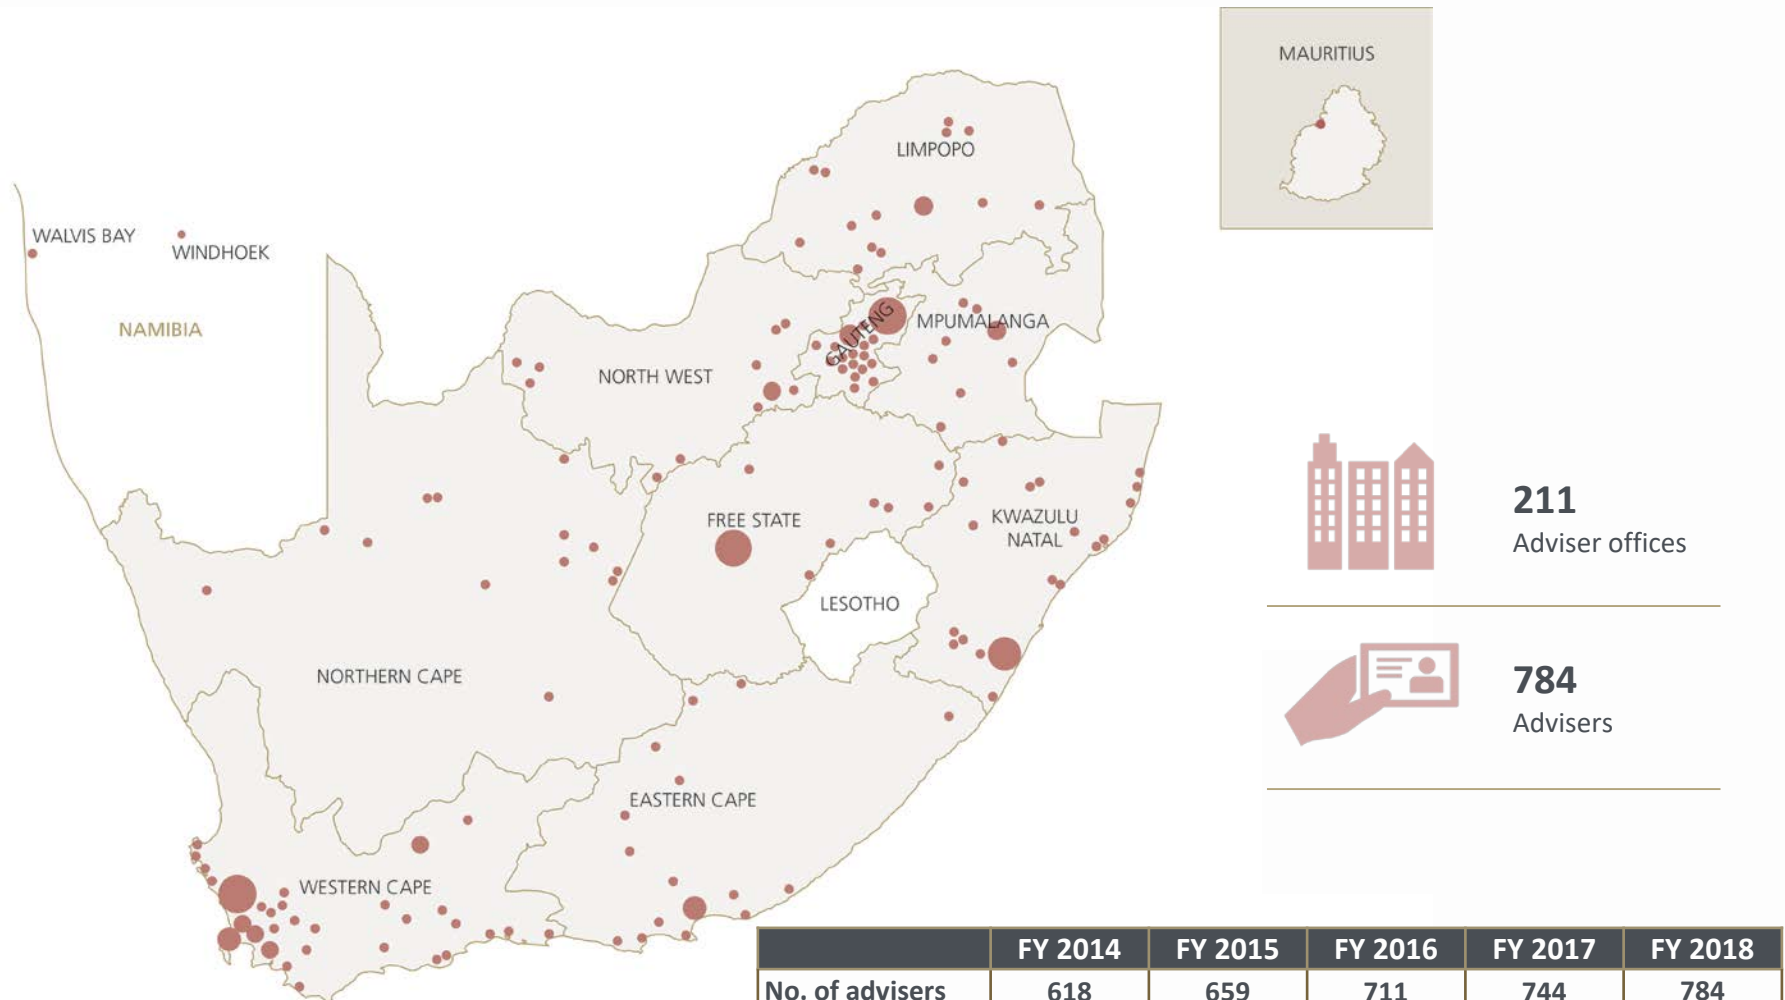 MAURITIUS
LIMPOPO
WALVIS BAY
WINDHOEK
NAMIBIA
GAUTENG
MPUMALANGA
NORTH WEST
FREE STATE
KWAZULU
NATAL
LESOTHO
NORTHERN CAPE
EASTERN CAPE
WESTERN CAPE
211
Adviser offices
784
Advisers
FY 2014 FY 2015 FY 2016 FY 2017 FY 2018
No. of advisers 618 659 711 744 784